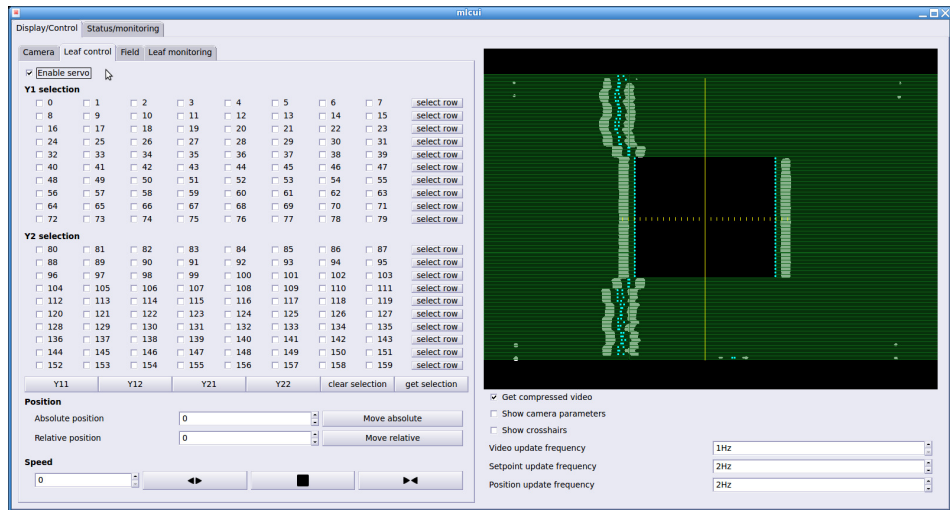 mlcui
Display/Control Status/monitoring
Camera Leaf control Field Leaf monitoring
Enable servo
Y1 selection
0 1 2 3 4 5 6 7 select row
8 9 10 11 12 13 14 15 select row
16 17 18 19 20 21 22 23 select row
24 25 26 27 28 29 30 31 select row
32 33 34 35 36 37 38 39 select row
40 41 42 43 44 45 46 47 select row
48 49 50 51 52 53 54 55 select row
56 57 58 59 60 61 62 63 select row
64 65 66 67 68 69 70 71 select row
72 73 74 75 76 77 78 79 select row
Y2 selection
80 81 82 83 84 85 86 87 select row
88 89 90 91 92 93 94 95 select row
96 97 98 99 100 101 102 103 select row
104 105 106 107 108 109 110 111 select row
112 113 114 115 116 117 118 119 select row
120 121 122 123 124 125 126 127 select row
128 129 130 131 132 133 134 135 select row
136 137 138 139 140 141 142 143 select row
144 145 146 147 148 149 150 151 select row
152 153 154 155 156 157 158 159 select row
Y11 Y12 Y21 Y22 clear selection get selection
Position
Absolute position 0 Move absolute
Relative position 0 Move relative
Speed
0
Get compressed video
Show camera parameters
Show crosshairs
Video update frequency 1Hz
Setpoint update frequency 2Hz
Position update frequency 2Hz